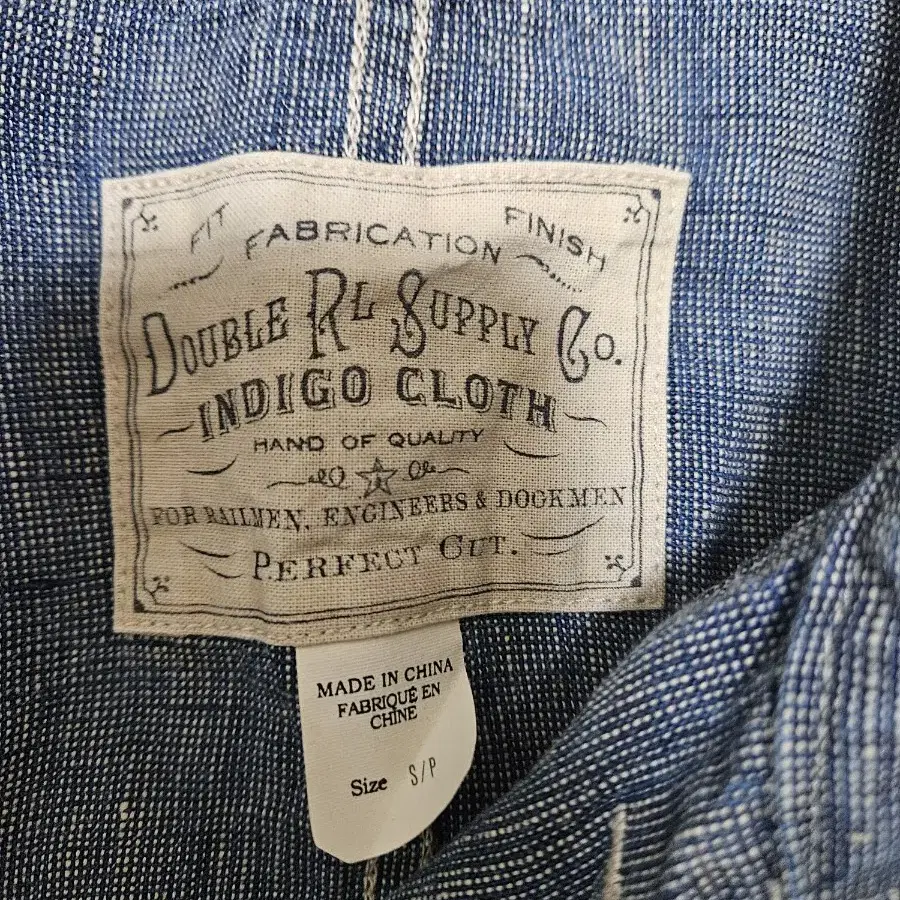 FIT FABRICATION FINISH
DOUBLE RL SUPPLY CO.
INDIGO CLOTH
HAND OF QUALITY
FOR RAILMEN, ENGINEERS & DOCKMEN
PERFECT CUT.
MADE IN CHINA
FABRIQUÉ EN
CHINE
Size S/P